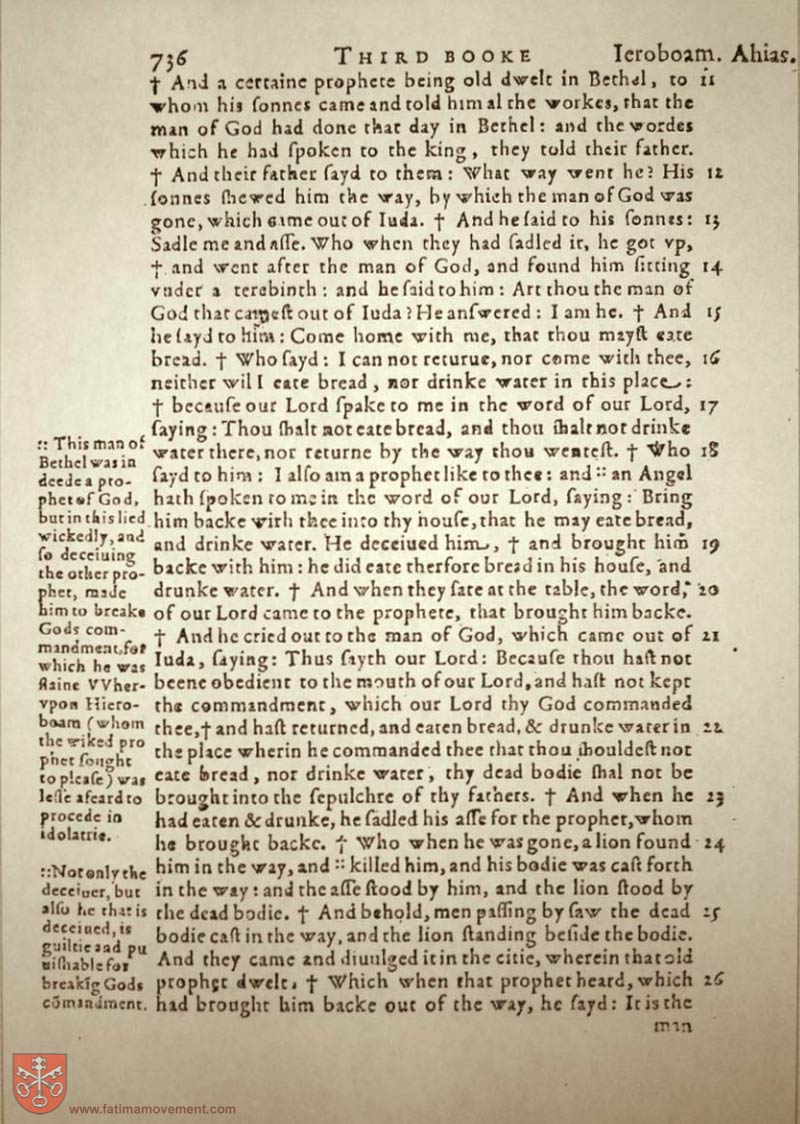 736 THIRD BOOKE Ieroboam. Ahias.
† And a certaine prophete being old dwelt in Bethel, to 11
whom his ſonnes came and told him al the workes, that the
man of God had done that day in Bethel: and the wordes
which he had ſpoken to the king, they told their father.
† And their father ſayd to them: What way went he? His 12
ſonnes ſhewed him the way, by which the man of God was
gone, which came out of Iuda. † And he ſaid to his ſonnes: 13
Sadle me and aſſe. Who when they had ſadled it, he got vp,
† and went after the man of God, and found him ſitting 14
vnder a terebinth: and he ſaid to him: Art thou the man of
God that cameſt out of Iuda? He anſwered: I am he. † And 15
he ſayd to him: Come home with me, that thou mayſt eate
bread. † Who ſayd: I can not returue, nor come with thee, 16
neither wil I eate bread, nor drinke water in this place:
† becauſe our Lord ſpake to me in the word of our Lord, 17
ſaying: Thou ſhalt not eate bread, and thou ſhalt not drinke
water there, nor returne by the way thou wenteſt. † Who 18
ſayd to him: I alſo am a prophet like to thee: and :: an Angel
hath ſpoken to me in the word of our Lord, ſaying: Bring
him backe with thee into thy houſe, that he may eate bread,
and drinke water. He deceiued him, † and brought him̃ 19
backe with him: he did eate therfore bread in his houſe, and
drunke water. † And when they ſate at the table, the word, 20
of our Lord came to the prophete, that brought him backe.
† And he cried out to the man of God, which came out of 21
Iuda, ſaying: Thus ſayth our Lord: Becauſe thou haſt not
beene obedient to the mouth of our Lord, and haſt not kept
the commandment, which our Lord thy God commanded
thee, † and haſt returned, and eaten bread, & drunke water in 22
the place wherin he commanded thee that thou ſhouldeſt not
eate bread, nor drinke water, thy dead bodie ſhal not be
brought into the ſepulchre of thy fathers. † And when he 23
had eaten & drunke, he ſadled his aſſe for the prophet, whom
he brought backe. † Who when he was gone, a lion found 24
him in the way, and :: killed him, and his bodie was caſt forth
in the way: and the aſſe ſtood by him, and the lion ſtood by
the dead bodie. † And behold, men paſſing by ſaw the dead 25
bodie caſt in the way, and the lion ſtanding beſide the bodie.
And they came and diuulged it in the citie, wherein that old
prophet dwelt. † Which when that prophet heard, which 26
had brought him backe out of the way, he ſayd: It is the
man
:: This man of
Bethel was in
deede a pro-
phet of God,
but in this lied
wickedly, and
ſo deceiuing
the other pro-
phet, made
him to breake
Gods com-
mandment, for
which he was
ſlaine VVher-
vpon Hiero-
boam (whom
the wiked pro
phet ſought
to pleaſe) was
leſſe afeard to
procede in
idolatrie.
:: Not only the
deceiuer, but
alſo he that is
deceiued, is
guiltie and pu
niſhable for
breakīg Gods
cōmandment.
www.fatimamovement.com